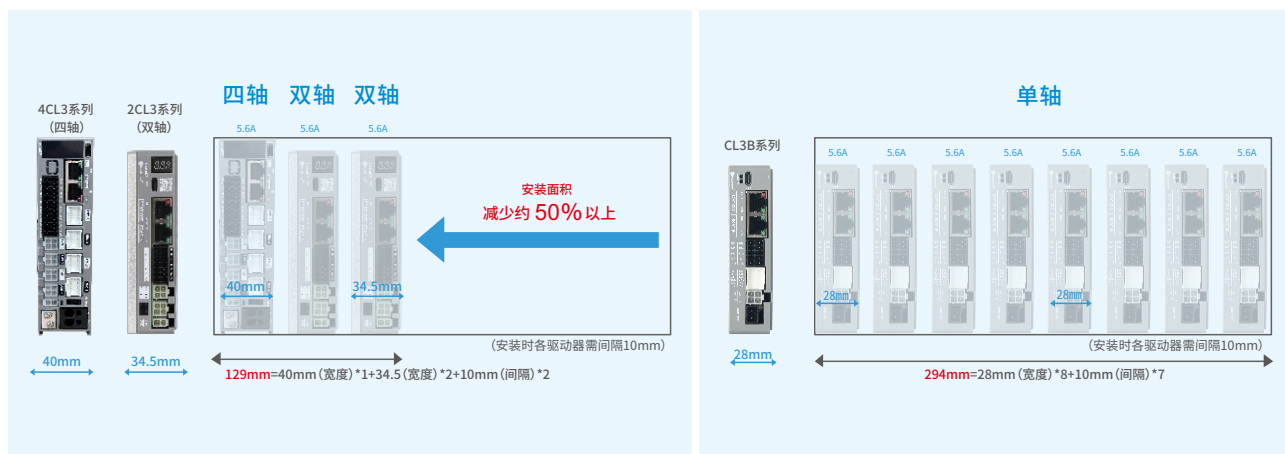 四轴 双轴 双轴
4CL3系列
（四轴）
2CL3系列
（双轴）
5.6A 5.6A 5.6A
安装面积
减少约 50%以上
40mm 34.5mm
（安装时各驱动器需间隔10mm）
40mm 34.5mm
129mm=40mm（宽度）*1+34.5（宽度）*2+10mm（间隔）*2
单轴
CL3B系列
5.6A 5.6A 5.6A 5.6A 5.6A 5.6A 5.6A 5.6A
28mm 28mm
（安装时各驱动器需间隔10mm）
28mm
294mm=28mm（宽度）*8+10mm（间隔）*7